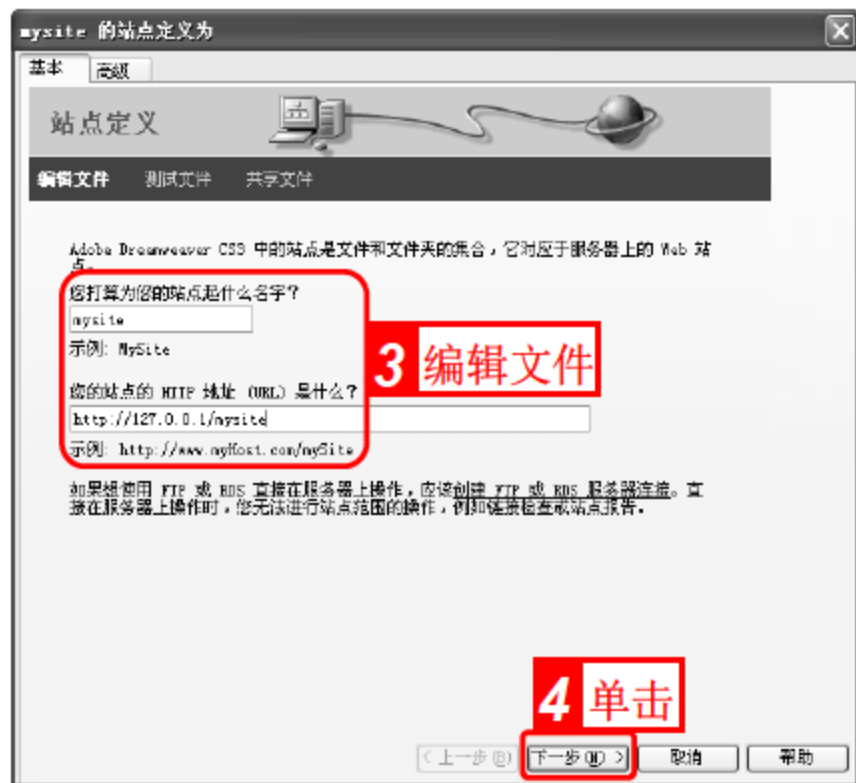 mysite 的站点定义为
基本 高级
站点定义
编辑文件 测试文件 共享文件
Adobe Dreamweaver CS3 中的站点是文件和文件夹的集合，它对应于服务器上的 Web 站
点。
您打算为您的站点起什么名字？
mysite
示例: MySite
3 编辑文件
您的站点的 HTTP 地址 (URL) 是什么？
http://127.0.0.1/mysite
示例: http://www.myHost.com/mySite
如果想使用 FTP 或 RDS 直接在服务器上操作，应该创建 FTP 或 RDS 服务器连接。直
接在服务器上操作时，您无法进行站点范围的操作，例如链接检查或站点报告。
4 单击
<上一步(B) 下一步(N) > 取消 帮助